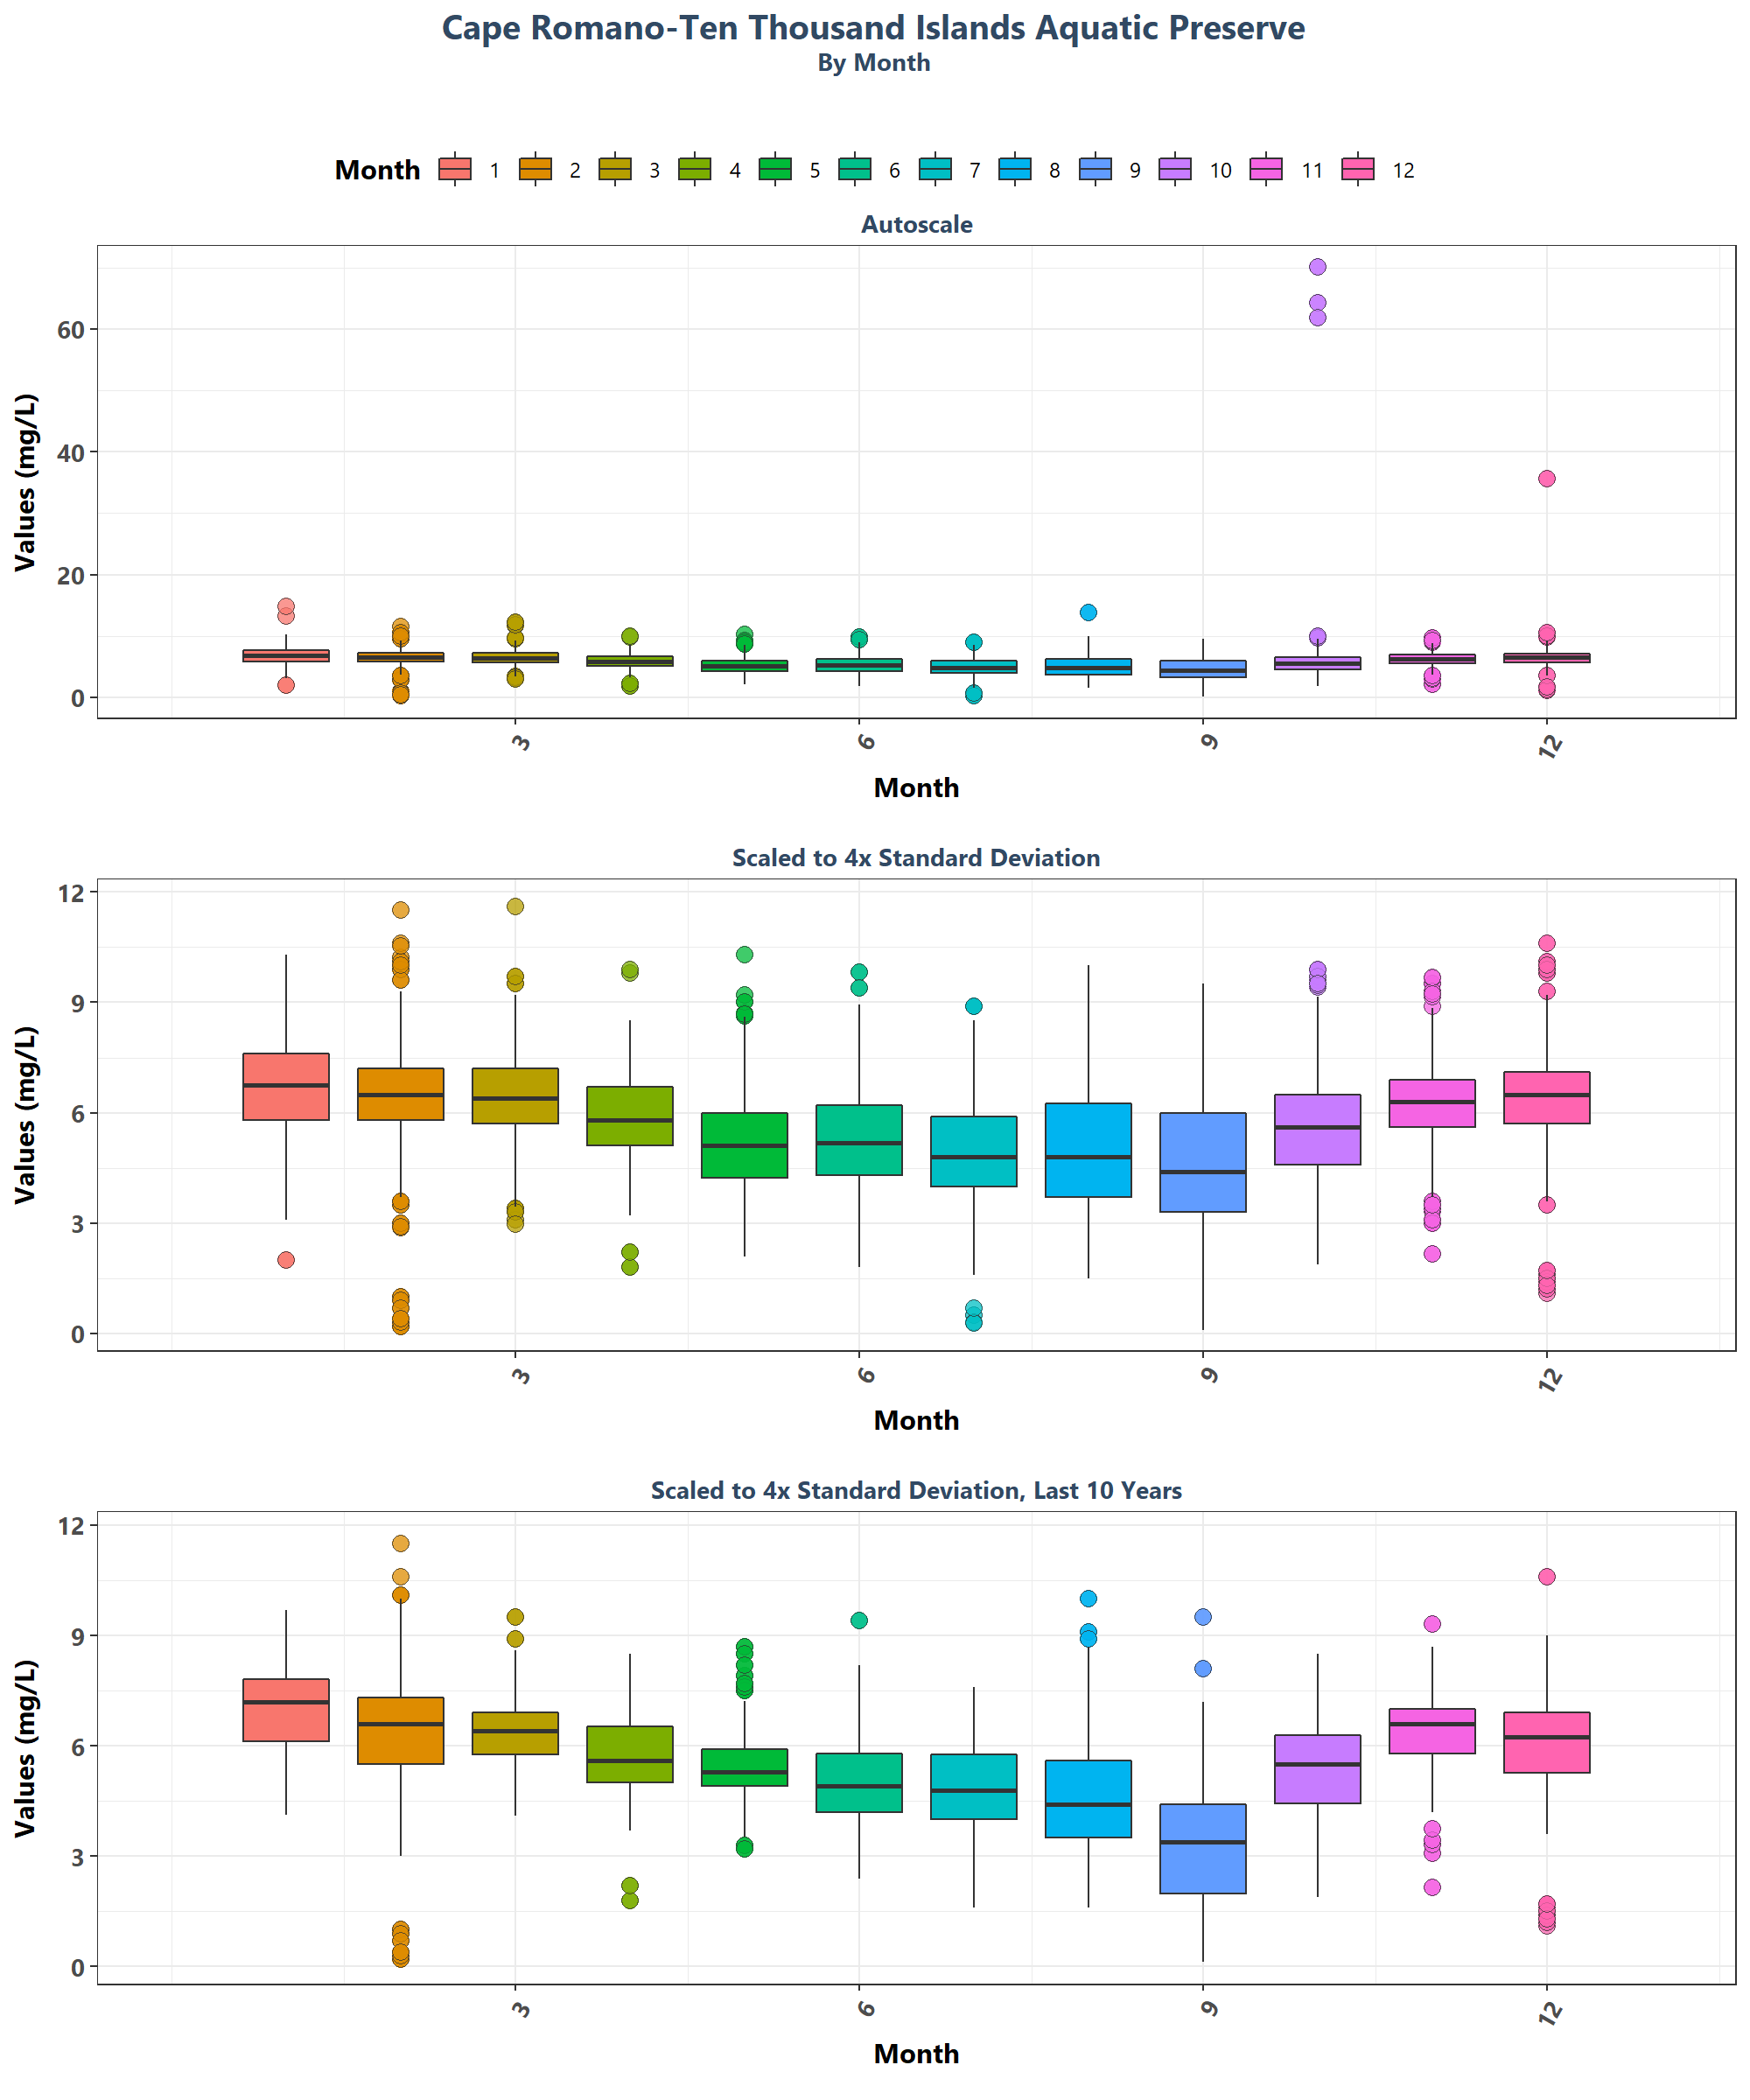 Cape Romano-Ten Thousand Islands Aquatic Preserve
By Month
Month 1 2 3 4 5 6 7 8 9 10 11 12
Autoscale
Values (mg/L)
60
40
20
0
3 6 9 12
Month
Scaled to 4x Standard Deviation
Values (mg/L)
12
9
6
3
0
3 6 9 12
Month
Scaled to 4x Standard Deviation, Last 10 Years
Values (mg/L)
12
9
6
3
0
3 6 9 12
Month